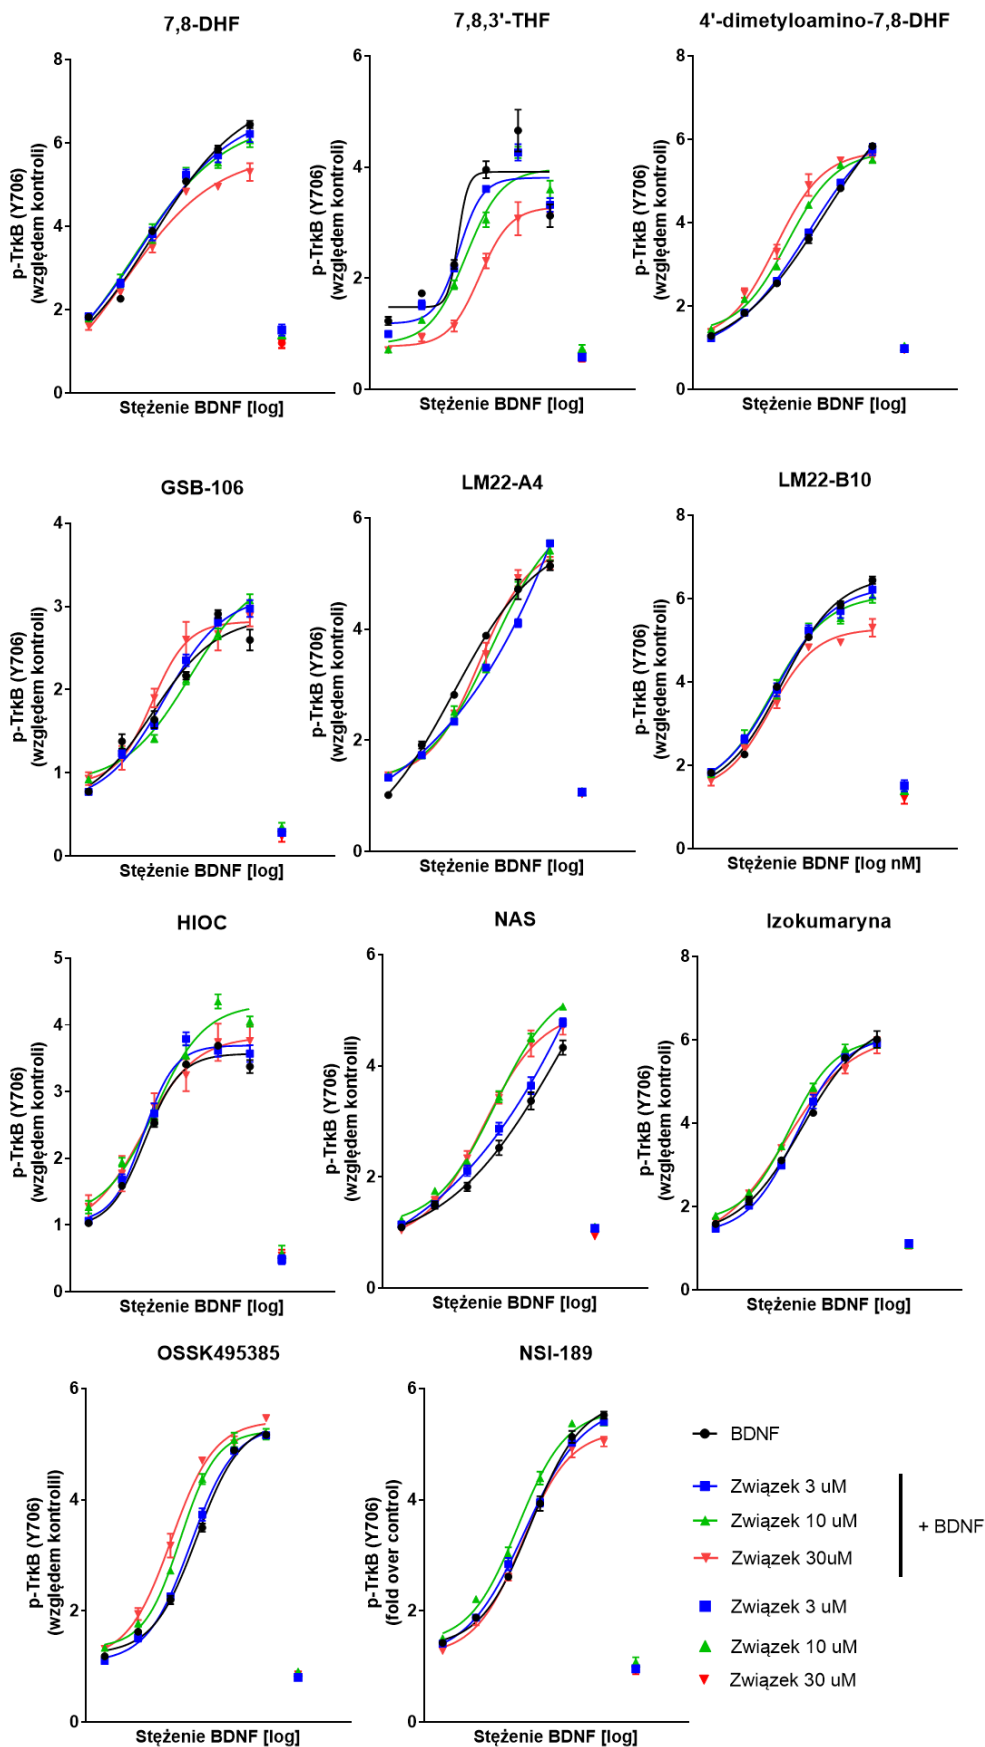 7,8-DHF
7,8,3'-THF
4'-dimetyloamino-7,8-DHF
p-TrkB (Y706)
(względem kontroli)
8
6
4
2
0
Stężenie BDNF [log]
p-TrkB (Y706)
(względem kontroli)
6
4
2
0
Stężenie BDNF [log]
p-TrkB (Y706)
(względem kontroli)
8
6
4
2
0
Stężenie BDNF [log]
GSB-106
LM22-A4
LM22-B10
p-TrkB (Y706)
(względem kontroli)
4
3
2
1
0
Stężenie BDNF [log]
p-TrkB (Y706)
(względem kontroli)
6
4
2
0
Stężenie BDNF [log]
p-TrkB (Y706)
(względem kontroli)
8
6
4
2
0
Stężenie BDNF [log nM]
HIOC
NAS
Izokumaryna
p-TrkB (Y706)
(względem kontroli)
5
4
3
2
1
0
Stężenie BDNF [log]
p-TrkB (Y706)
(względem kontrolil)
6
4
2
0
Stężenie BDNF [log]
p-TrkB (Y706)
(względem kontroli)
8
6
4
2
0
Stężenie BDNF [log]
OSSK495385
NSI-189
p-TrkB (Y706)
(względem kontrolil)
6
4
2
0
Stężenie BDNF [log]
p-TrkB (Y706)
(fold over control)
6
4
2
0
Stężenie BDNF [log]
BDNF
Związek 3 uM
Związek 10 uM
Związek 30uM
+ BDNF
Związek 3 uM
Związek 10 uM
Związek 30 uM